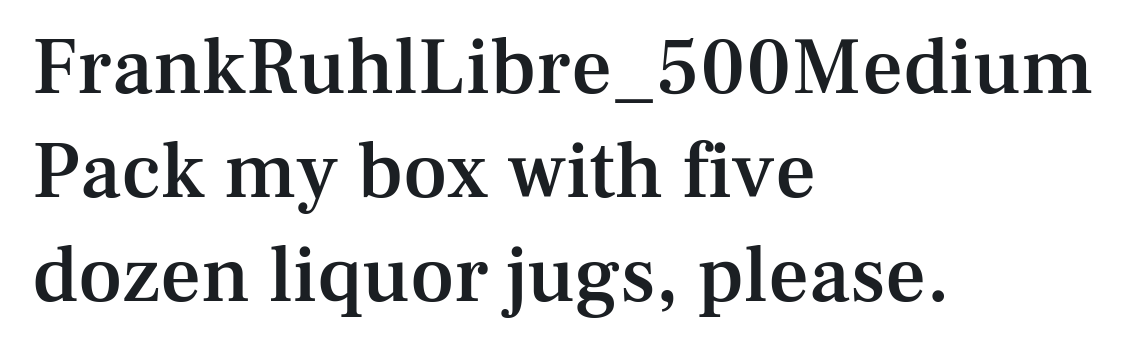 FrankRuhlLibre_500Medium
Pack my box with five
dozen liquor jugs, please.